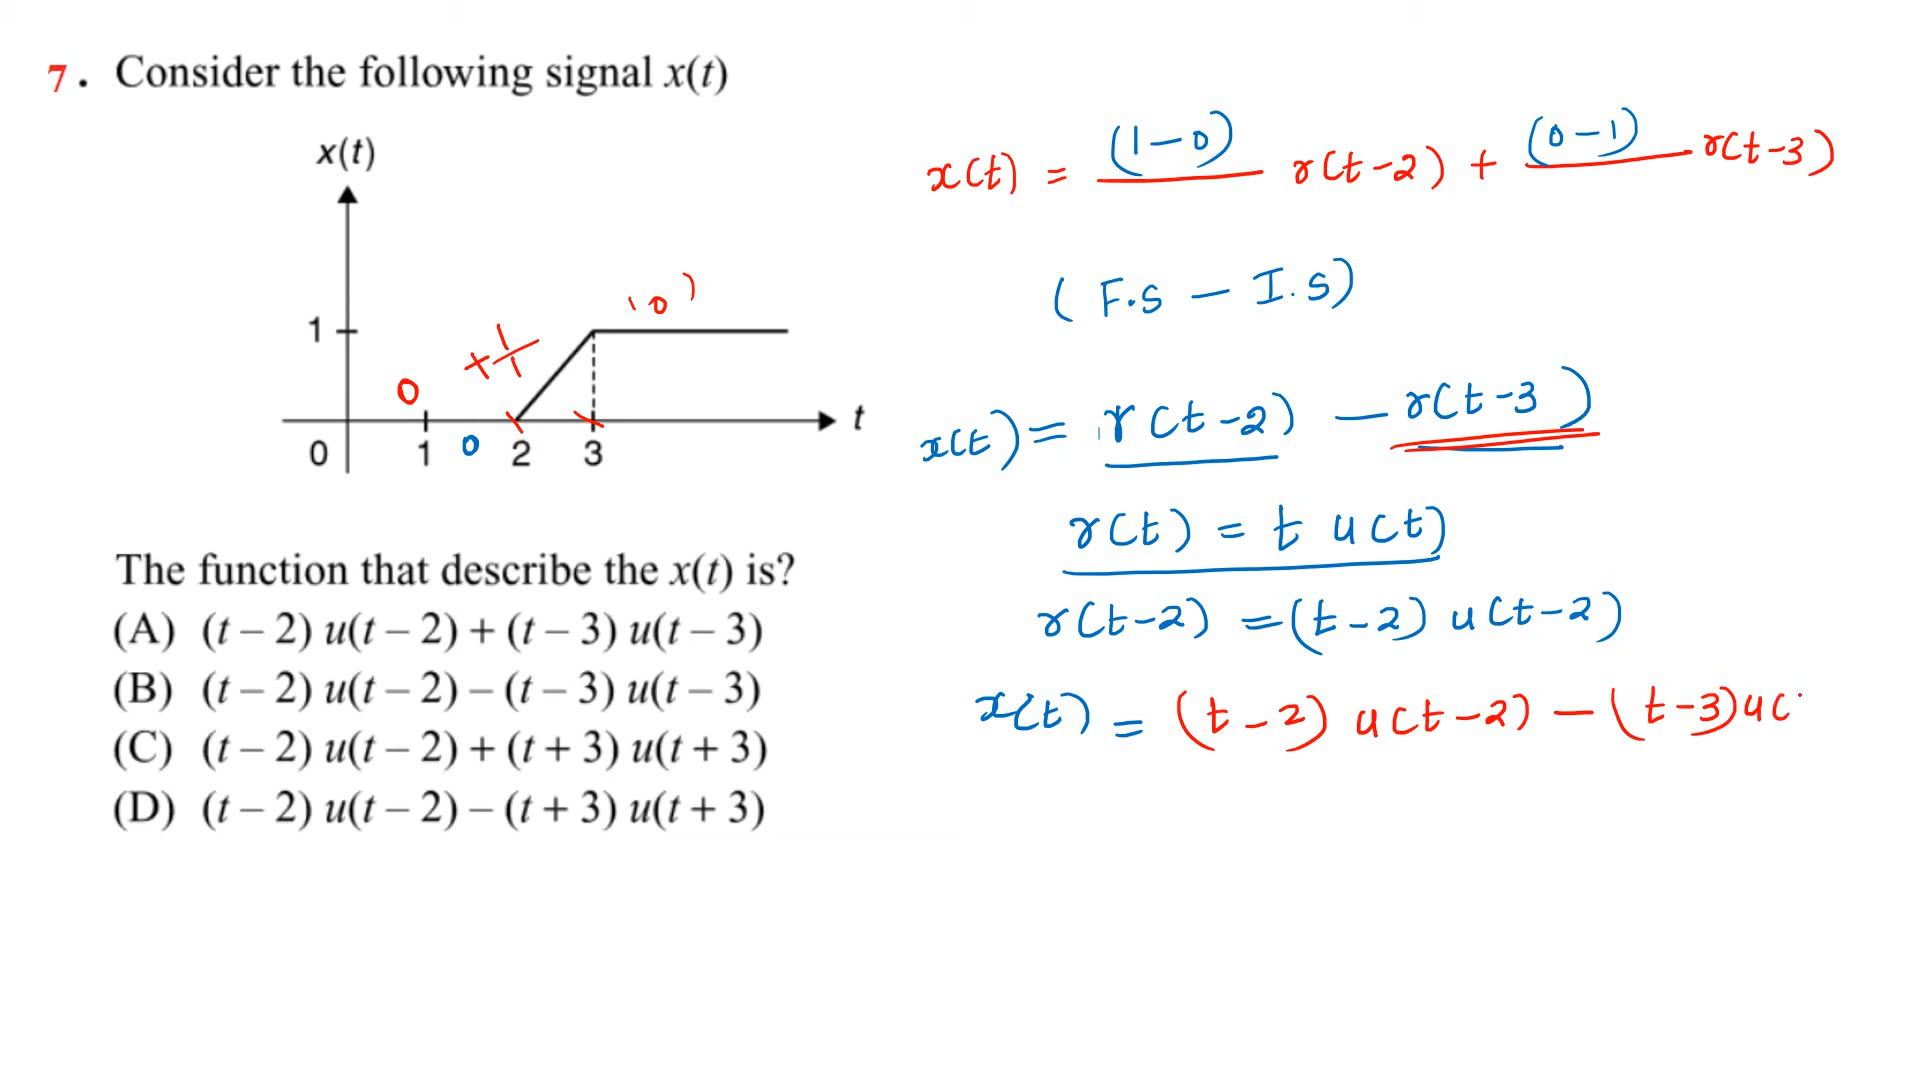 7. Consider the following signal x(t)
x(t)
1
0
1
2
3
t
0
+1/1
(0)
0
The function that describe the x(t) is?
(A) (t – 2) u(t – 2) + (t – 3) u(t – 3)
(B) (t – 2) u(t – 2) – (t – 3) u(t – 3)
(C) (t – 2) u(t – 2) + (t + 3) u(t + 3)
(D) (t – 2) u(t – 2) – (t + 3) u(t + 3)
x(t) = (1-0) r(t-2) + (0-1) r(t-3)
(F.S - I.S)
x(t) = r(t-2) - r(t-3)
r(t) = t u(t)
r(t-2) = (t-2) u(t-2)
x(t) = (t-2) u(t-2) - (t-3)u(